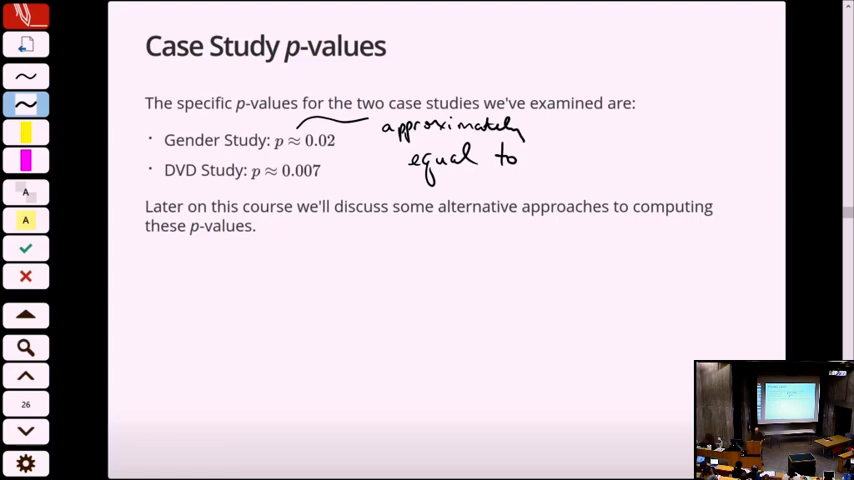 Case Study p-values
The specific p-values for the two case studies we've examined are:
· Gender Study: p ≈ 0.02
approximately
equal to
· DVD Study: p ≈ 0.007
Later on this course we'll discuss some alternative approaches to computing
these p-values.
A
A
26